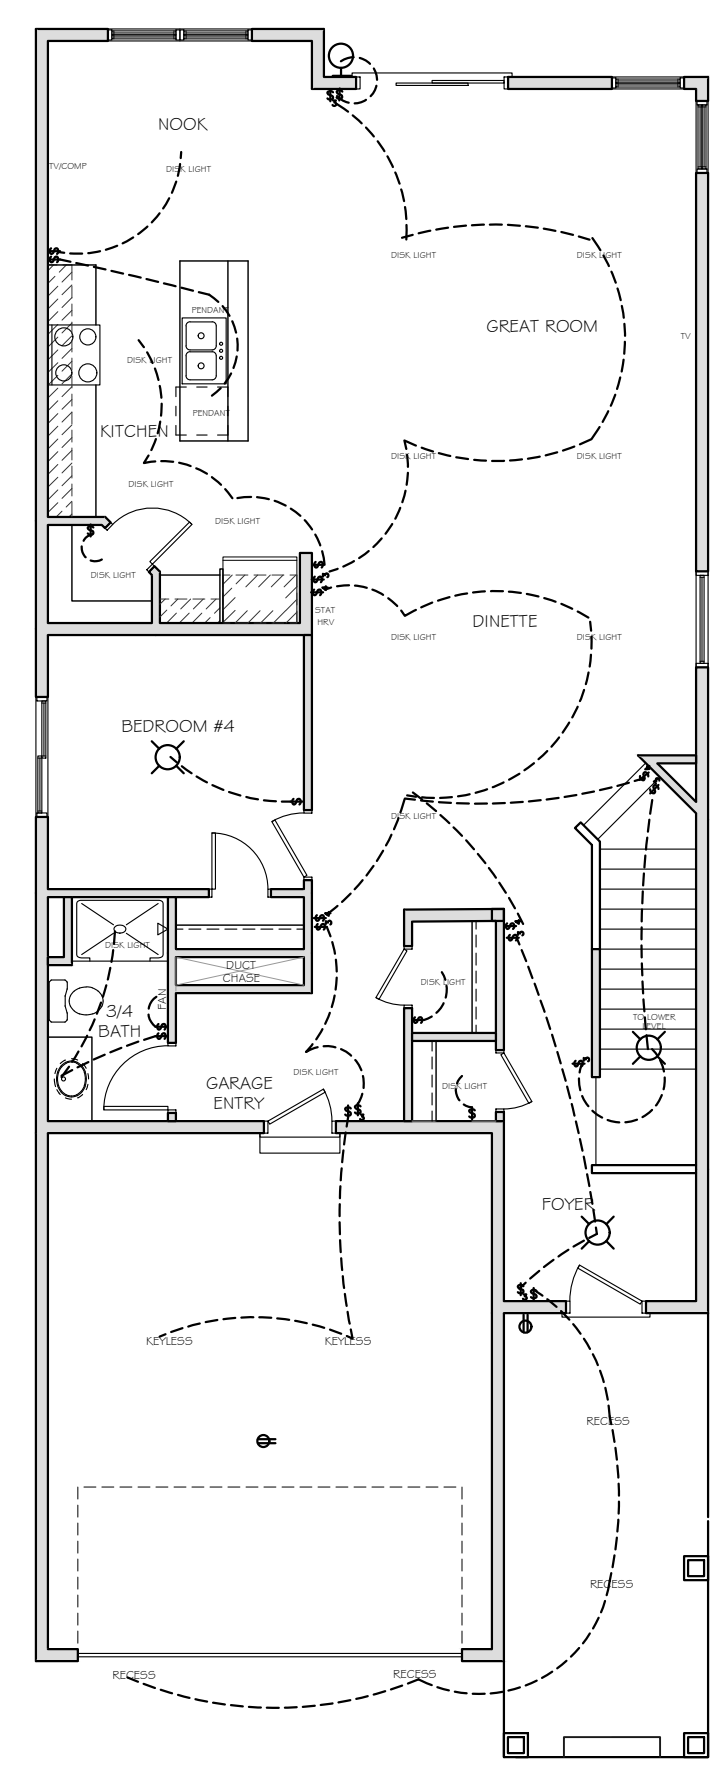 NOOK
TV/COMP
DISK LIGHT
DISK LIGHT
DISK LIGHT
PENDANT
GREAT ROOM
TV
DISK LIGHT
PENDANT
KITCHEN
DISK LIGHT
DISK LIGHT
DISK LIGHT
DISK LIGHT
DISK LIGHT
STAT
HRV
DINETTE
DISK LIGHT
DISK LIGHT
BEDROOM #4
DISK LIGHT
DISK LIGHT
DUCT
CHASE
DISK LIGHT
FAN
3/4
BATH
TO LOWER
LEVEL
DISK LIGHT
GARAGE
ENTRY
DISK LIGHT
FOYER
KEYLESS
KEYLESS
RECESS
RECESS
RECESS
RECESS